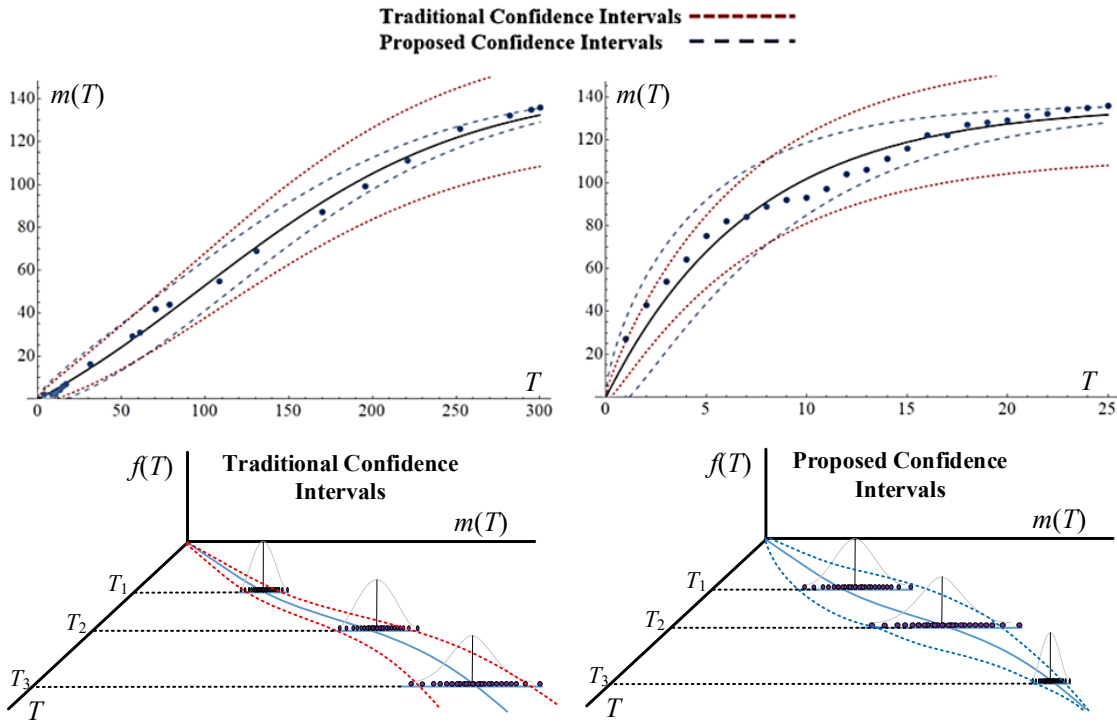 Traditional Confidence Intervals
Proposed Confidence Intervals
m(T)
140
120
100
80
60
40
20
0
50
100
150
200
250
300
T
m(T)
140
120
100
80
60
40
20
0
5
10
15
20
25
T
f(T)
Traditional Confidence
Intervals
m(T)
T1
T2
T3
T
f(T)
Proposed Confidence
Intervals
m(T)
T1
T2
T3
T